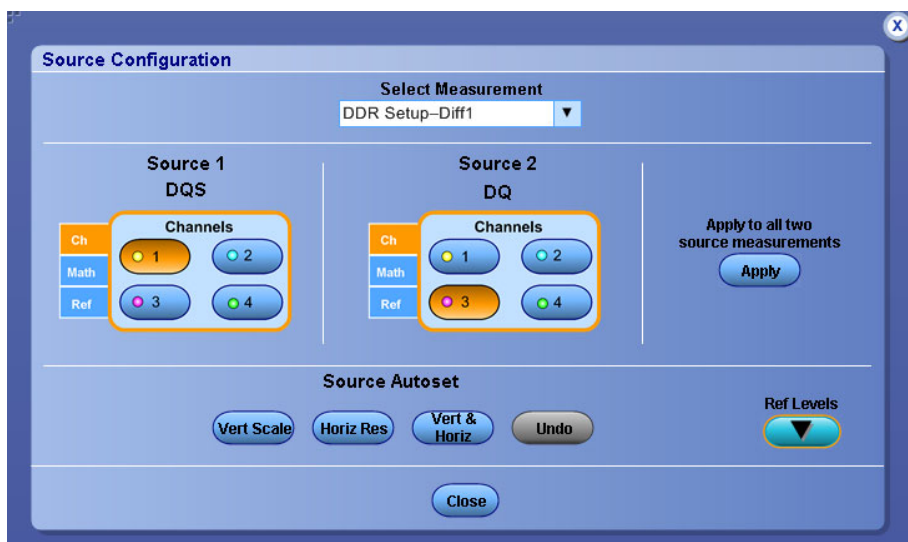 X
Source Configuration
Select Measurement
DDR Setup–Diff1
Source 1
DQS
Ch
Math
Ref
Channels
1
2
3
4
Source 2
DQ
Ch
Math
Ref
Channels
1
2
3
4
Apply to all two
source measurements
Apply
Source Autoset
Vert Scale
Horiz Res
Vert &
Horiz
Undo
Ref Levels
Close